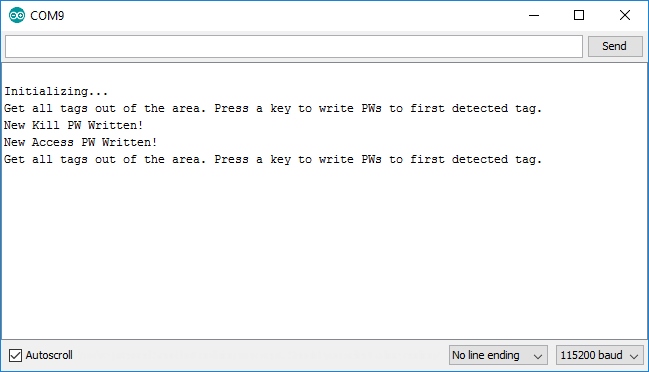 COM9
Send
Initializing...
Get all tags out of the area. Press a key to write PWs to first detected tag.
New Kill PW Written!
New Access PW Written!
Get all tags out of the area. Press a key to write PWs to first detected tag.
Autoscroll
No line ending
115200 baud